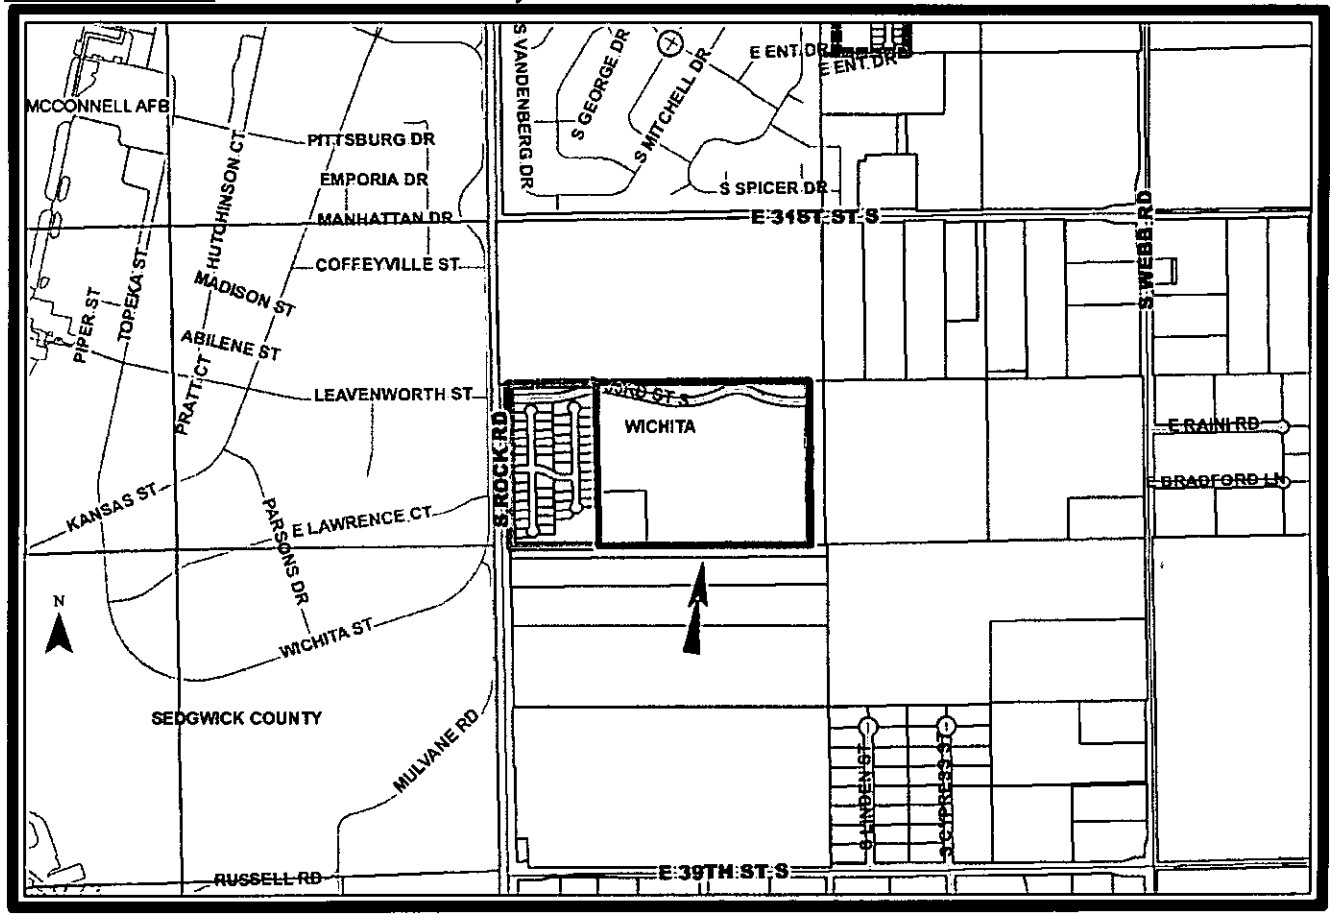 S VANDENBERG DR
S GEORGE DR
S MITCHELL DR
E ENT. DR
E ENT. DR
MCCONNELL AFB
PITTSBURG DR
HUTCHINSON CT
EMPORIA DR
S SPICER DR
MANHATTAN DR
E 31ST ST S
S WEBB RD
COFFEYVILLE ST
TOPEKA ST
MADISON ST
PIPER ST
ABILENE ST
PRATT CT
LEAVENWORTH ST
33RD ST S
WICHITA
S ROCK RD
E RAINI RD
E BRADFORD LN
KANSAS ST
PARSONS DR
E LAWRENCE CT
N
WICHITA ST
SEDGWICK COUNTY
MULVANE RD
S LINDEN ST
S CYPRESS ST
RUSSELL RD
E 39TH ST S